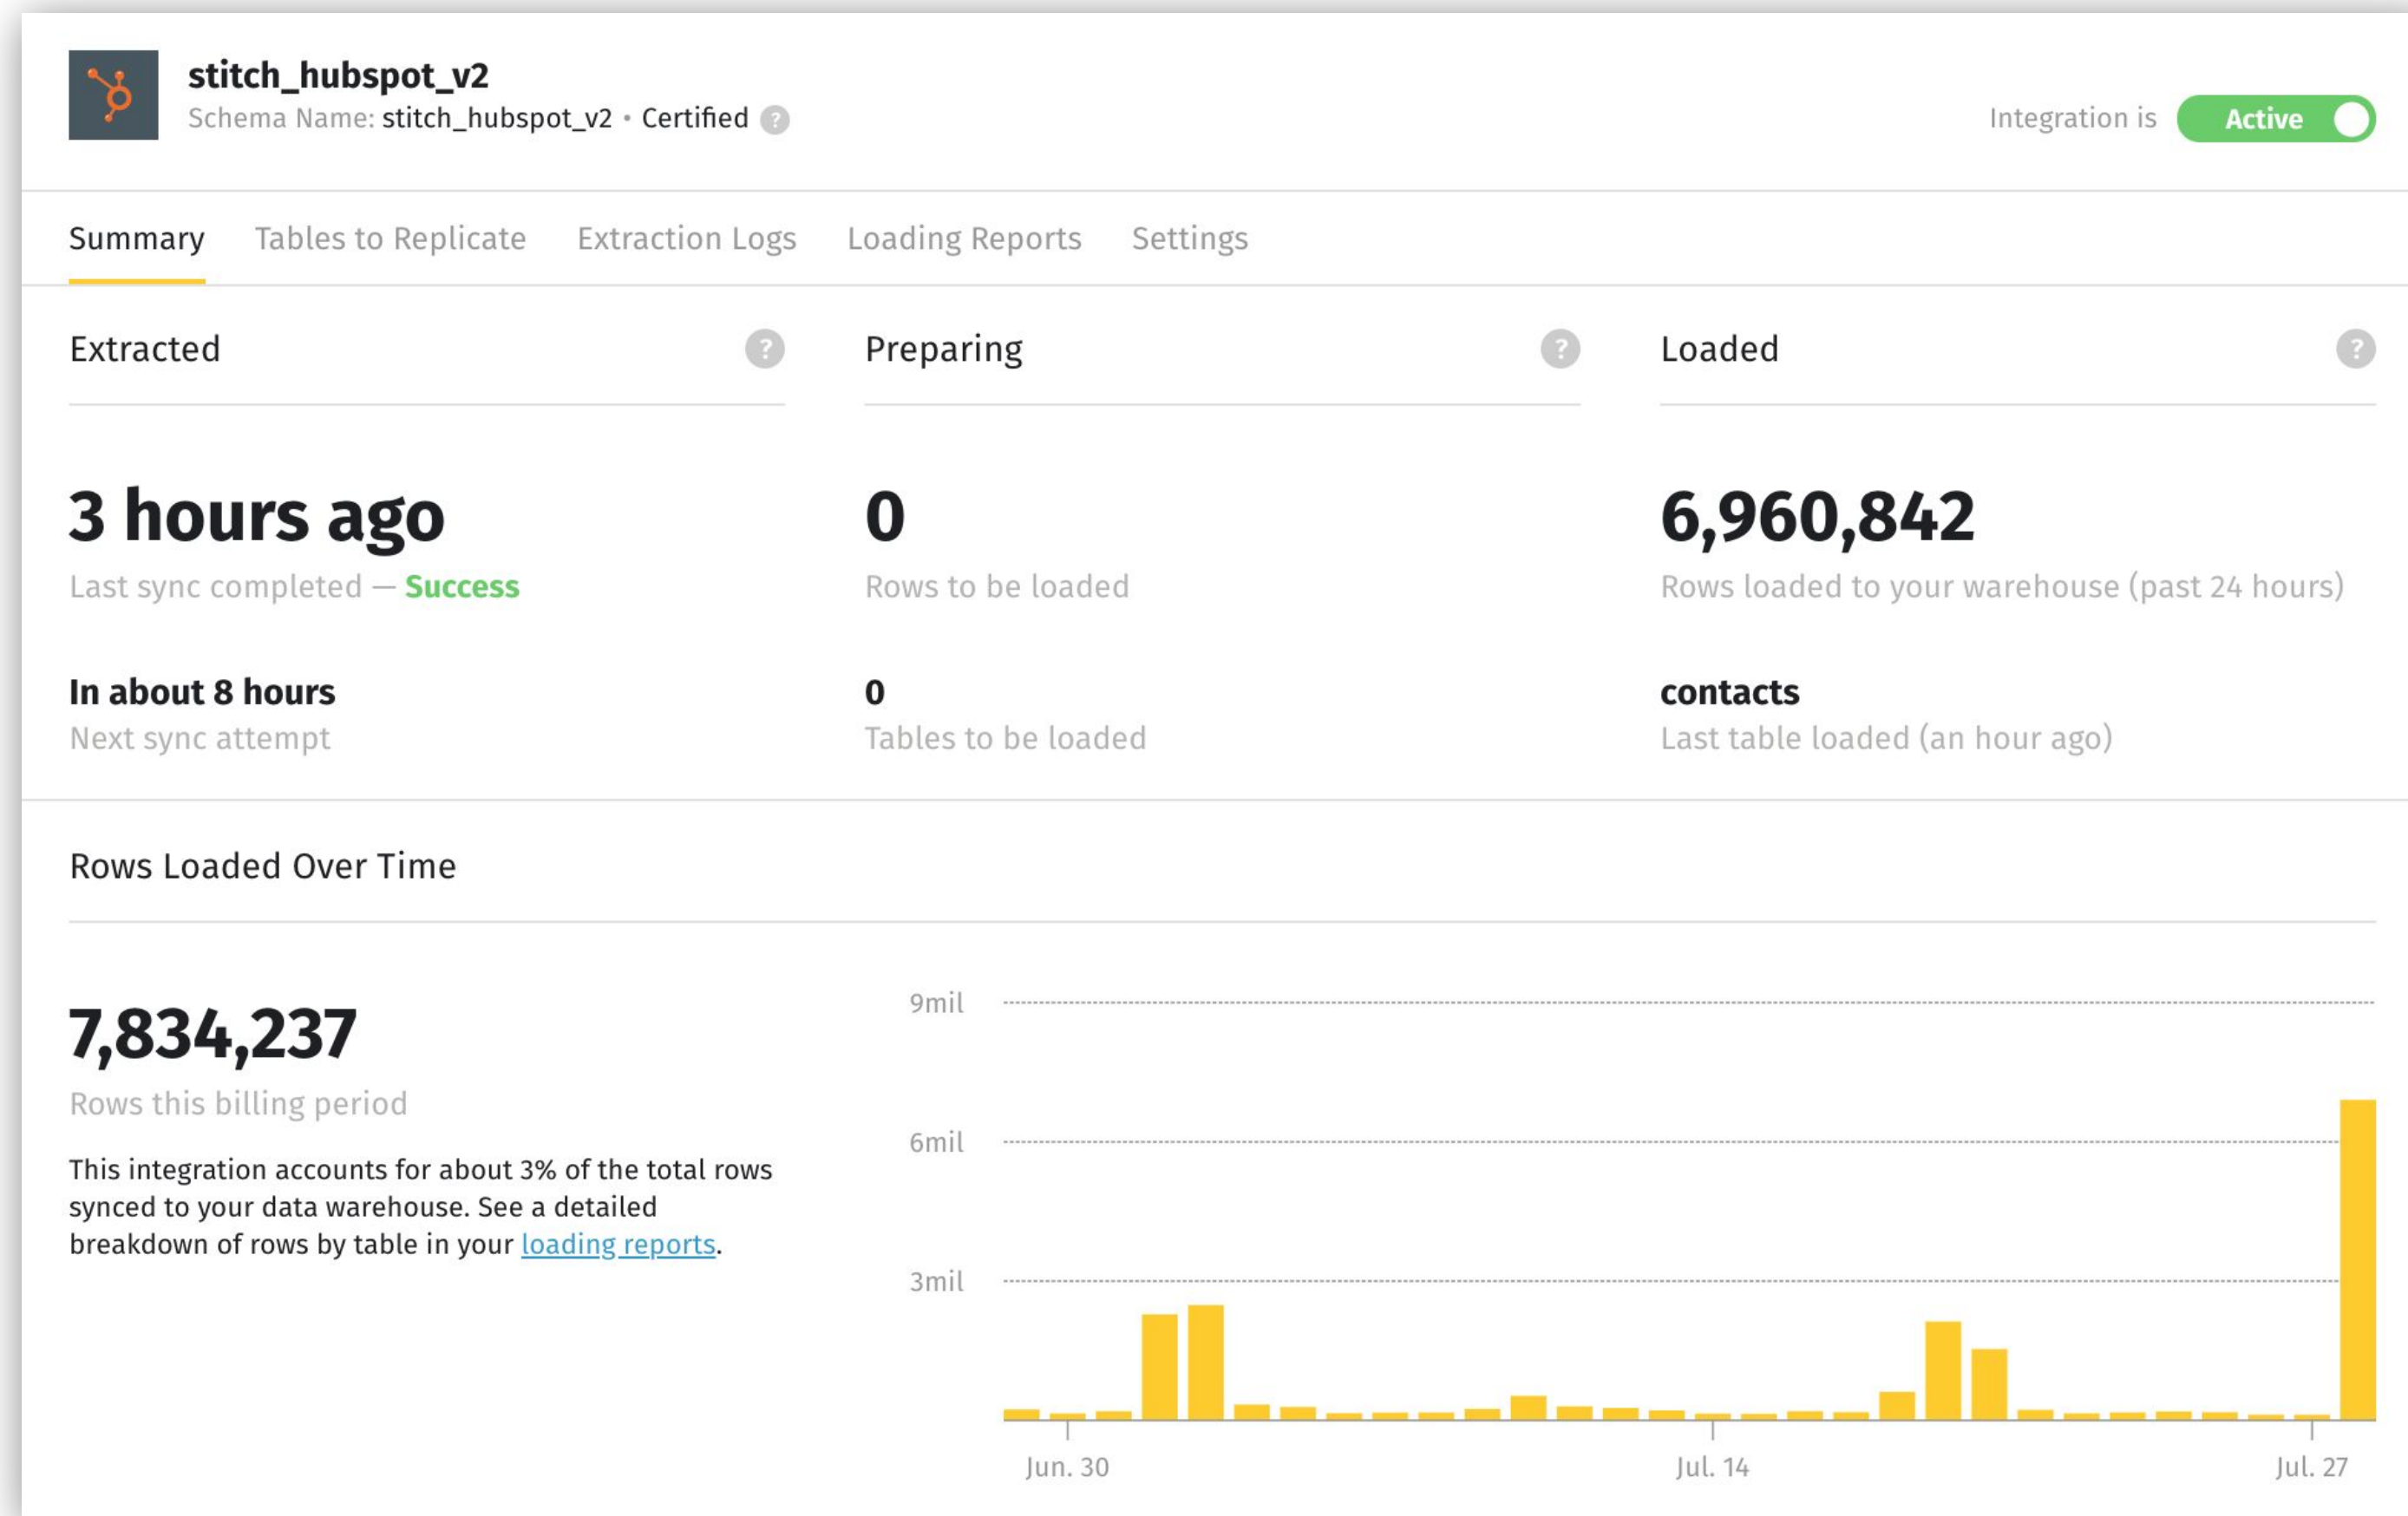 stitch_hubspot_v2
Schema Name: stitch_hubspot_v2 • Certified ?
Integration is Active
Summary Tables to Replicate Extraction Logs Loading Reports Settings
Extracted ?
3 hours ago
Last sync completed — Success
In about 8 hours
Next sync attempt
Preparing ?
0
Rows to be loaded
0
Tables to be loaded
Loaded ?
6,960,842
Rows loaded to your warehouse (past 24 hours)
contacts
Last table loaded (an hour ago)
Rows Loaded Over Time
7,834,237
Rows this billing period
This integration accounts for about 3% of the total rows
synced to your data warehouse. See a detailed
breakdown of rows by table in your loading reports.
9mil
6mil
3mil
Jun. 30 Jul. 14 Jul. 27